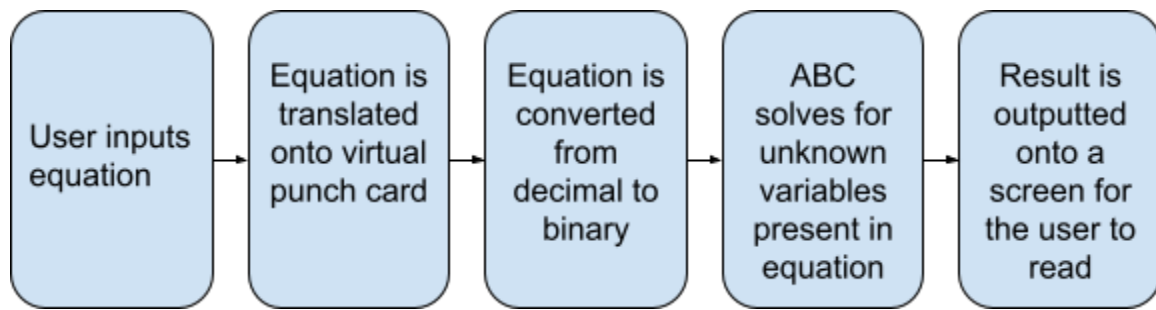 User inputs
equation
Equation is
translated
onto virtual
punch card
Equation is
converted
from
decimal to
binary
ABC
solves for
unknown
variables
present in
equation
Result is
outputted
onto a
screen for
the user to
read